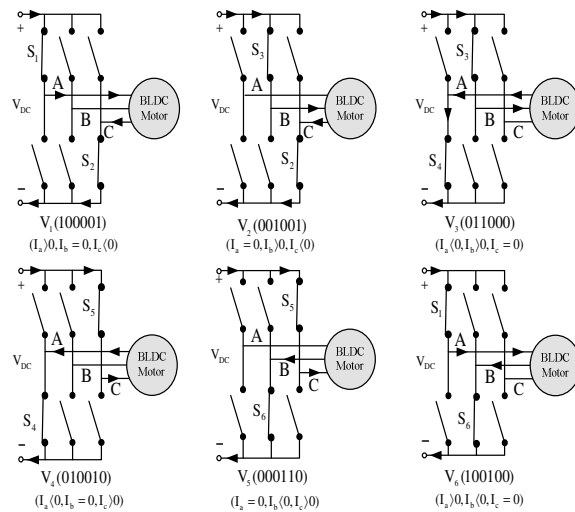 +
S1
A
VDC
BLDC
Motor
B
C
S2
−
V1(100001)
(Ia⟩0,Ib = 0,Ic⟨0)
+
S3
A
VDC
BLDC
Motor
B
C
S2
−
V2(001001)
(Ia = 0,Ib⟩0,Ic⟨0)
+
S3
A
VDC
BLDC
Motor
B
C
S4
−
V3(011000)
(Ia⟨0,Ib⟩0,Ic = 0)
+
S5
A
VDC
BLDC
Motor
B
C
S4
−
V4(010010)
(Ia⟨0,Ib = 0,Ic⟩0)
+
S5
A
VDC
BLDC
Motor
B
C
S6
−
V5(000110)
(Ia = 0,Ib⟨0,Ic⟩0)
+
S1
A
VDC
BLDC
Motor
B
C
S6
−
V6(100100)
(Ia⟩0,Ib⟨0,Ic = 0)